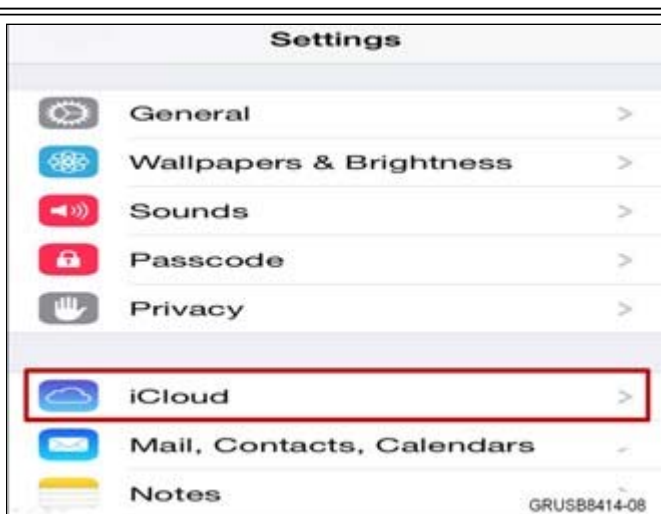 Settings
General
Wallpapers & Brightness
Sounds
Passcode
Privacy
iCloud
Mail, Contacts, Calendars
Notes
GRUSB8414-08